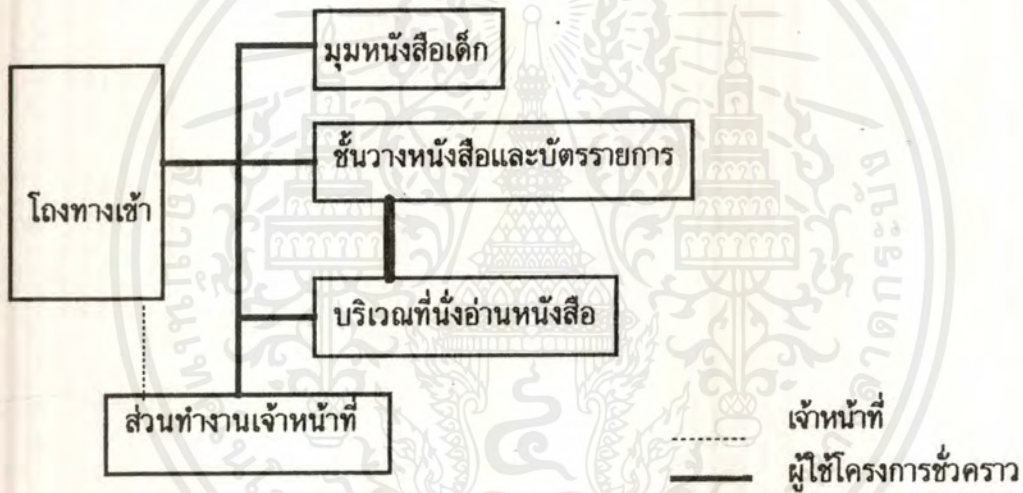 มุมหนังสือเด็ก
ชั้นวางหนังสือและบัตรรายการ
โถงทางเข้า
บริเวณที่นั่งอ่านหนังสือ
ส่วนทำงานเจ้าหน้าที่
เจ้าหน้าที่
ผู้ใช้โครงการชั่วคราว